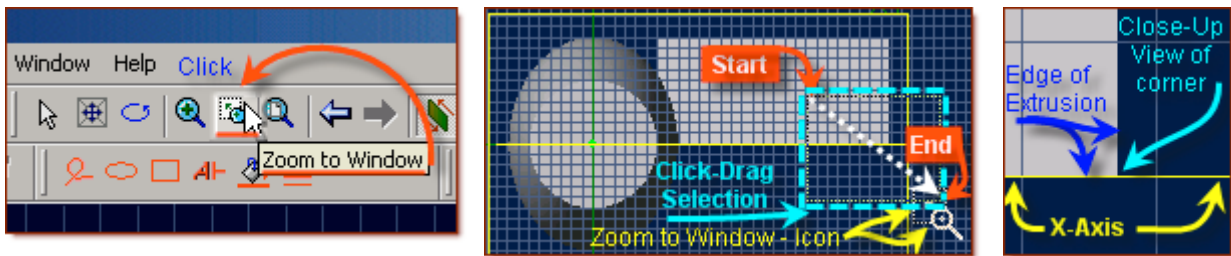 Window Help Click
Zoom to Window
Start
End
Click-Drag
Selection
Zoom to Window - Icon
Close-Up
View of
corner
Edge of
Extrusion
X-Axis